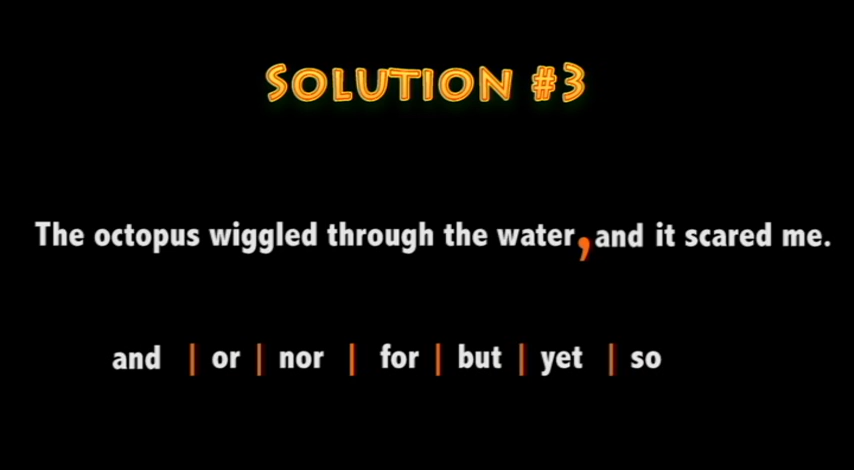 SOLUTION #3
The octopus wiggled through the water, and it scared me.
and | or | nor | for | but | yet | so